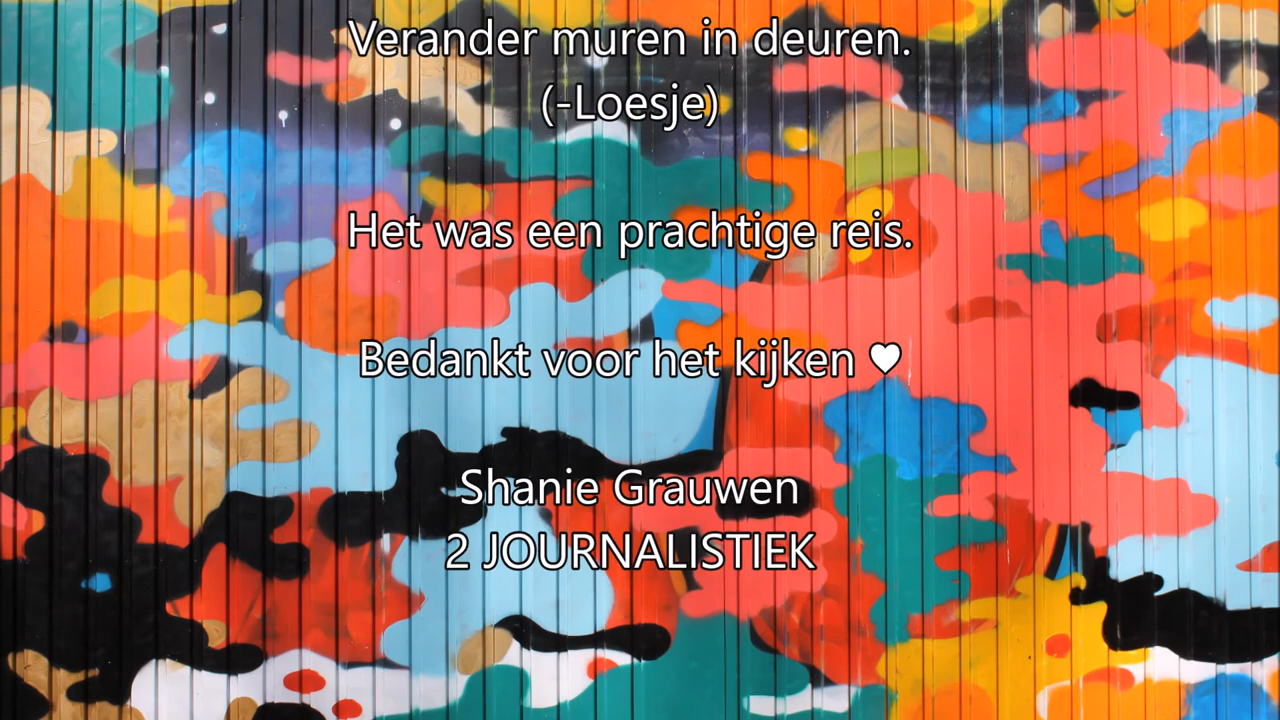 Verander muren in deuren.
(-Loesje)
Het was een prachtige reis.
Bedankt voor het kijken ♥
Shanie Grauwen
2 JOURNALISTIEK